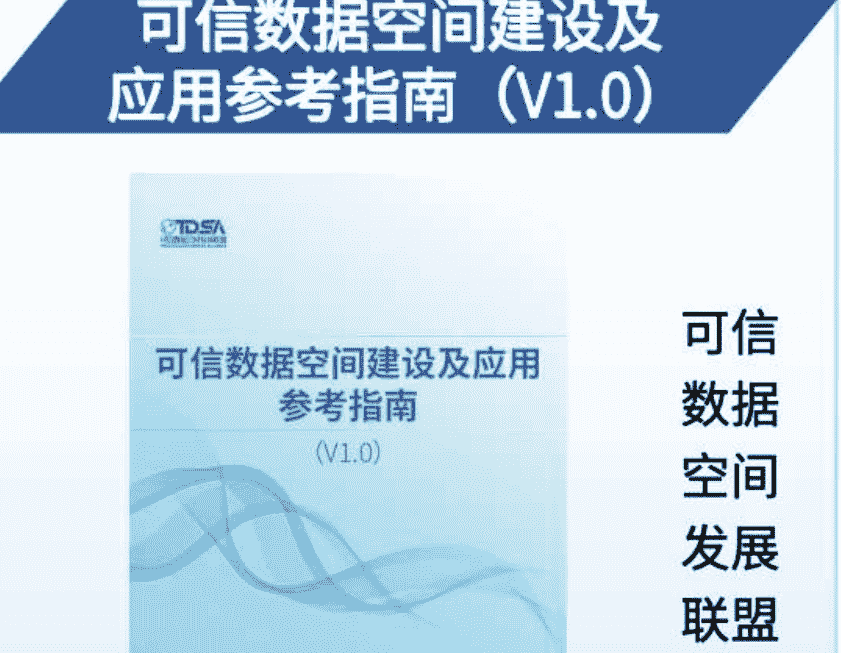 可信数据空间建设及
应用参考指南（V1.0）
TDSA
可信数据空间建设及应用
参考指南
（V1.0）
可信
数据
空间
发展
联盟